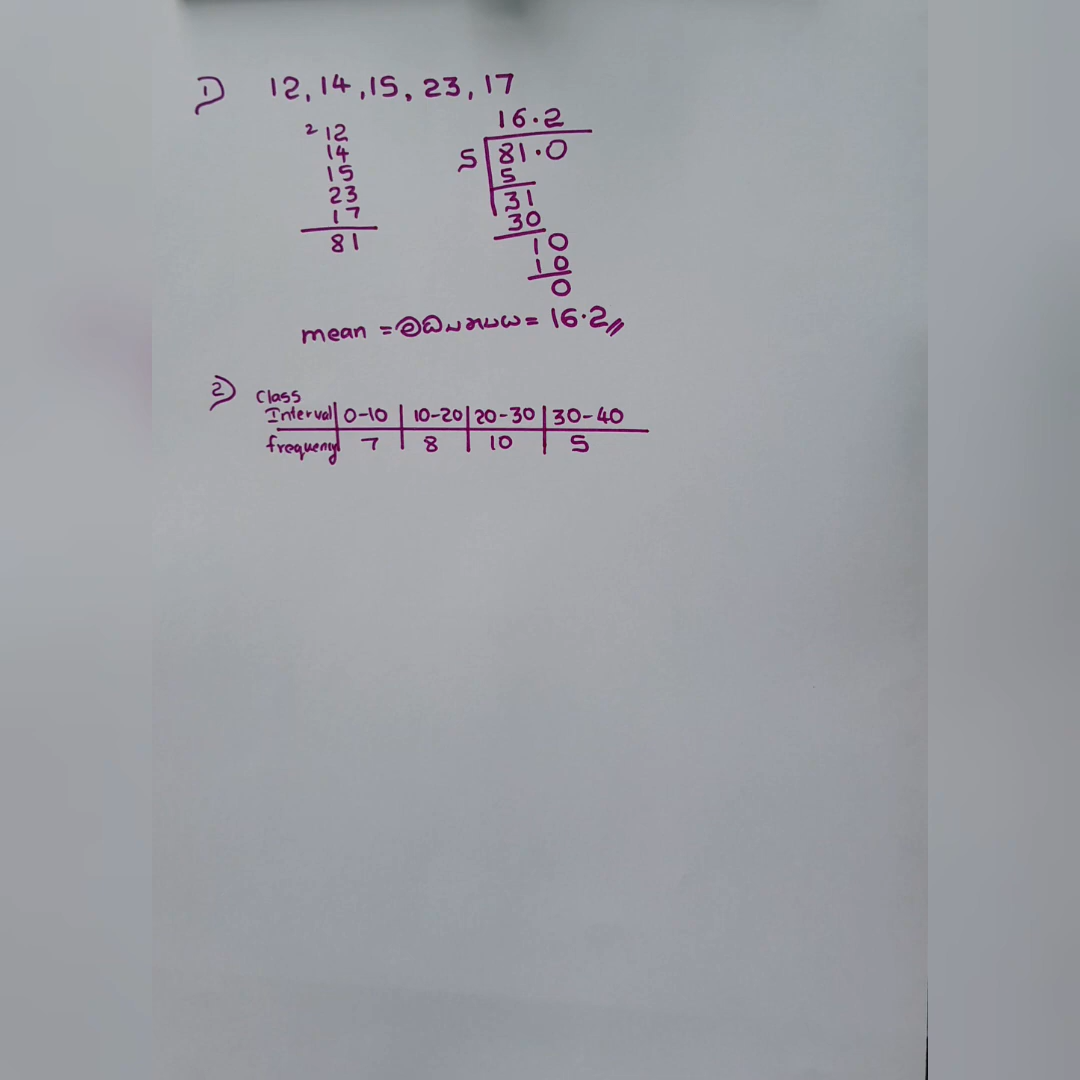 1) 12, 14, 15, 23, 17
2 12
14
15
23
17
81
16.2
5 81.0
5
31
30
10
10
0
mean = මධ්‍යන්‍යය = 16.2
2) Class
Interval 0-10 10-20 20-30 30-40
frequency 7 8 10 5